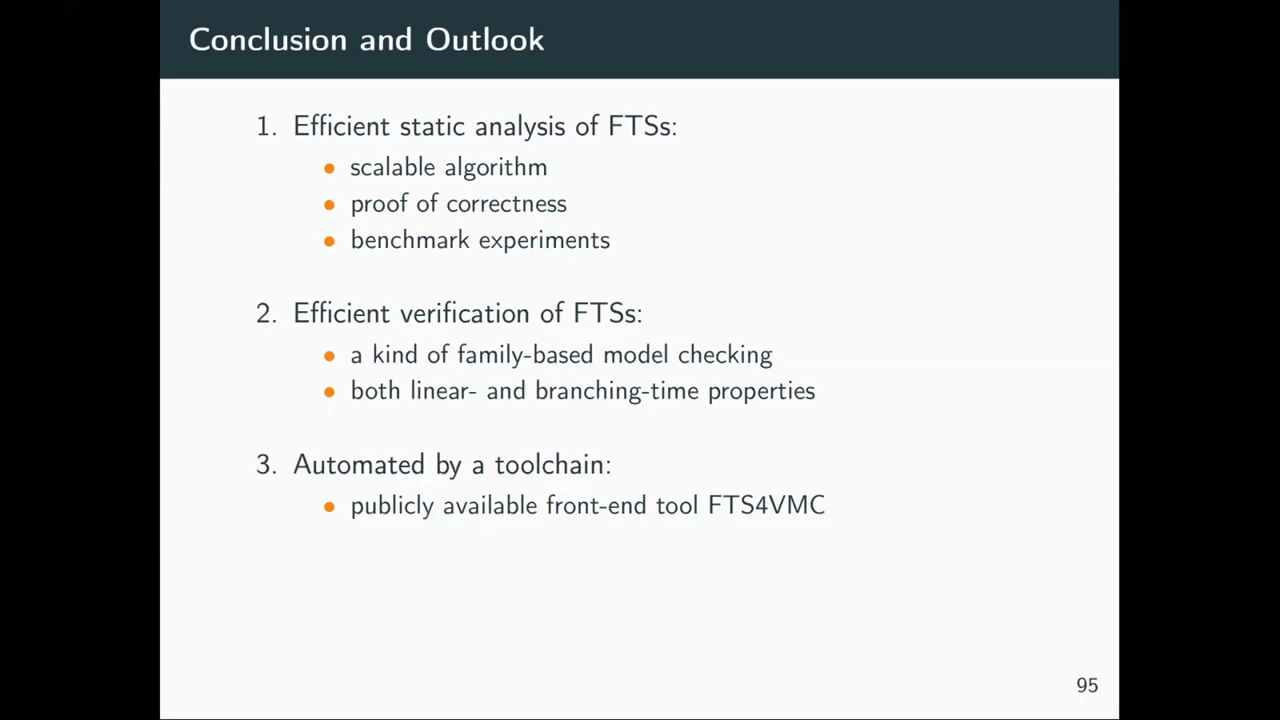 Conclusion and Outlook
1. Efficient static analysis of FTSs:
• scalable algorithm
• proof of correctness
• benchmark experiments
2. Efficient verification of FTSs:
• a kind of family-based model checking
• both linear- and branching-time properties
3. Automated by a toolchain:
• publicly available front-end tool FTS4VMC
95